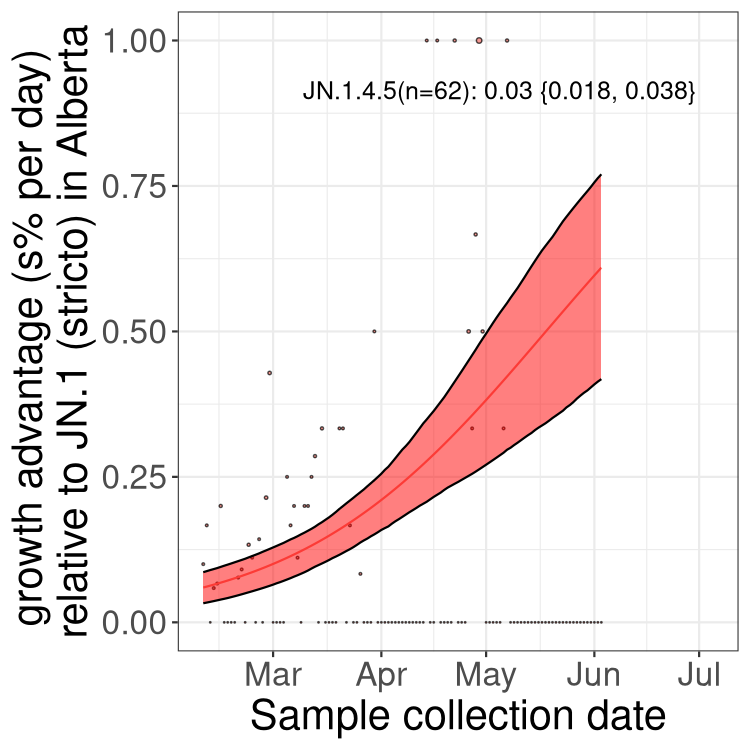 growth advantage (s% per day)
relative to JN.1 (stricto) in Alberta
1.00
0.75
0.50
0.25
0.00
JN.1.4.5(n=62): 0.03 {0.018, 0.038}
Mar Apr May Jun Jul
Sample collection date